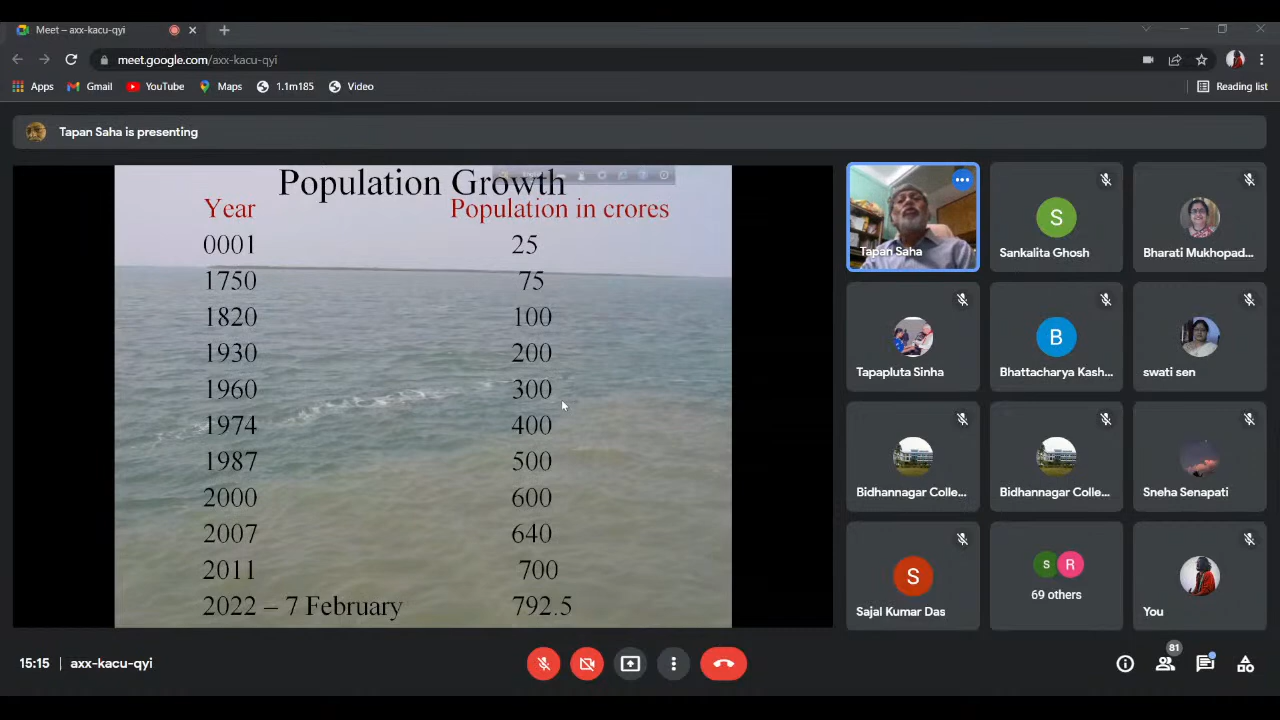 Meet – axx-kacu-qyi
meet.google.com/axx-kacu-qyi
Apps Gmail YouTube Maps 1.1m185 Video Reading list
Tapan Saha is presenting
Population Growth
Year Population in crores
0001 25
1750 75
1820 100
1930 200
1960 300
1974 400
1987 500
2000 600
2007 640
2011 700
2022 – 7 February 792.5
Tapan Saha
S
Sankalita Ghosh
Bharati Mukhopad...
Tapapluta Sinha
B
Bhattacharya Kash...
swati sen
Bidhannagar Colle...
Bidhannagar Colle...
Sneha Senapati
S
Sajal Kumar Das
s R
69 others
You
15:15 | axx-kacu-qyi
81